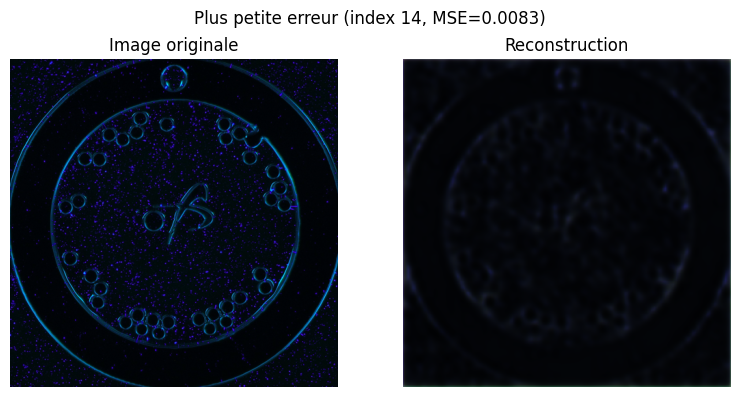 Plus petite erreur (index 14, MSE=0.0083)
Image originale
Reconstruction